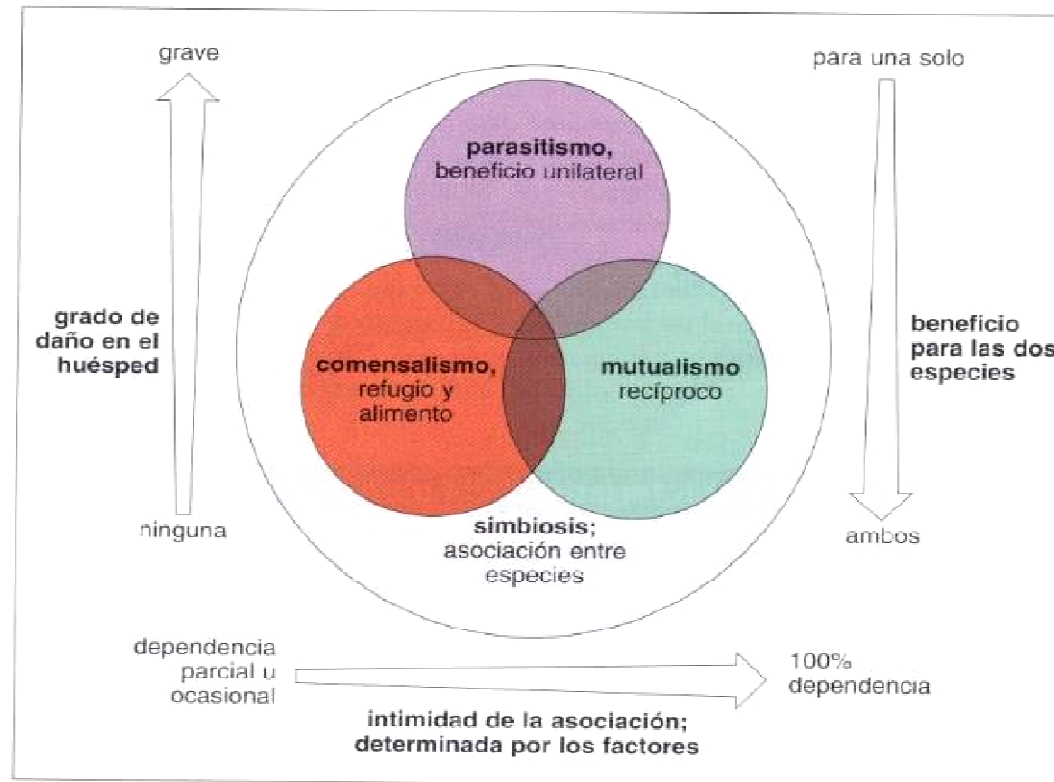 grave
para una solo
parasitismo,
beneficio unilateral
grado de
daño en el
huésped
comensalismo,
refugio y
alimento
mutualismo
recíproco
beneficio
para las dos
especies
ninguna
simbiosis;
asociación entre
especies
ambos
dependencia
parcial u
ocasional
100%
dependencia
intimidad de la asociación;
determinada por los factores